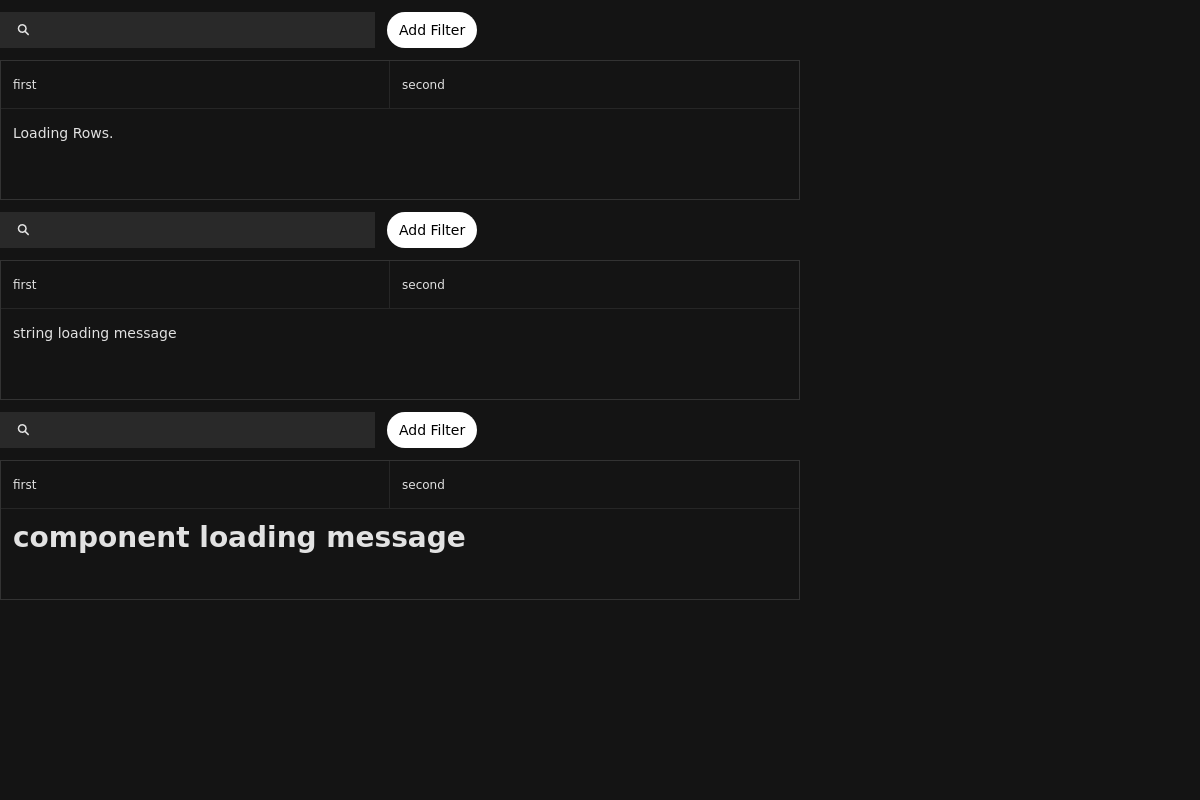 Add Filter
first second
Loading Rows.
Add Filter
first second
string loading message
Add Filter
first second
component loading message